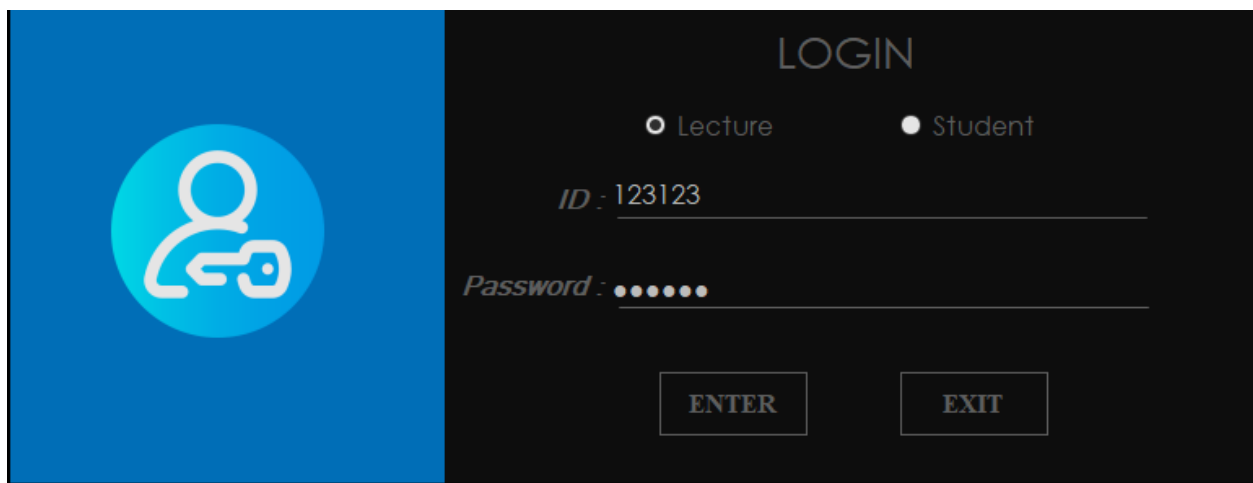 LOGIN
Lecture Student
ID : 123123
Password : ●●●●●●
ENTER EXIT